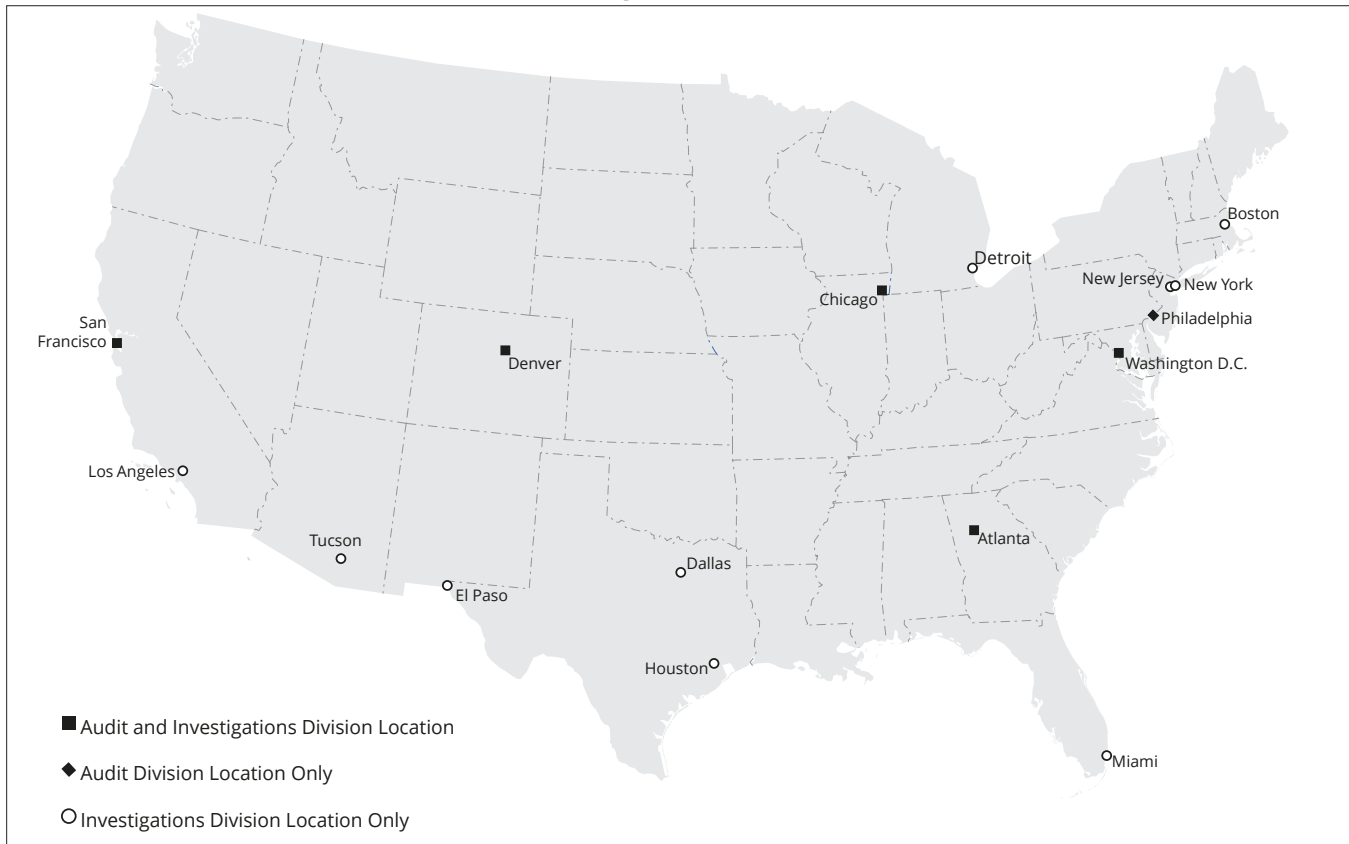 Boston
Detroit
New Jersey
New York
Chicago
Philadelphia
San
Francisco
Denver
Washington D.C.
Los Angeles
Atlanta
Tucson
Dallas
El Paso
Houston
Audit and Investigations Division Location
Miami
Audit Division Location Only
Investigations Division Location Only